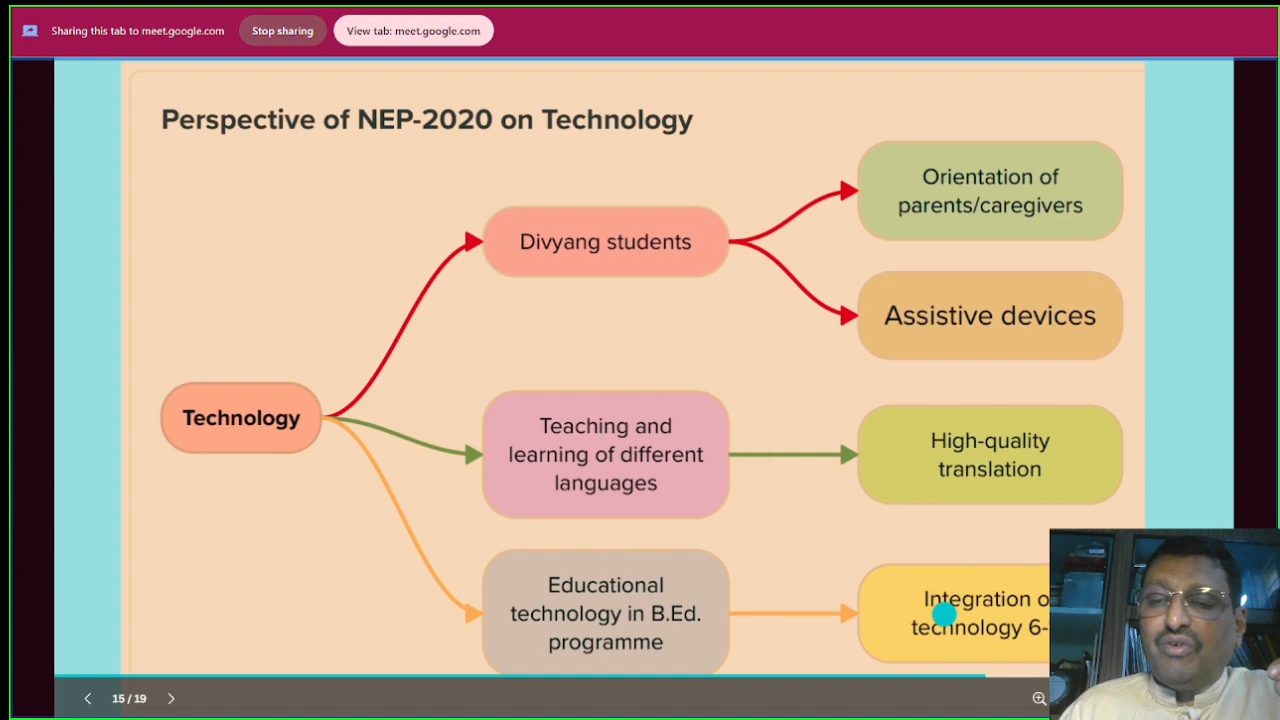 Sharing this tab to meet.google.com
Stop sharing
View tab: meet.google.com
Perspective of NEP-2020 on Technology
Technology
Divyang students
Orientation of
parents/caregivers
Assistive devices
Teaching and
learning of different
languages
High-quality
translation
Educational
technology in B.Ed.
programme
Integration
technology
15 / 19